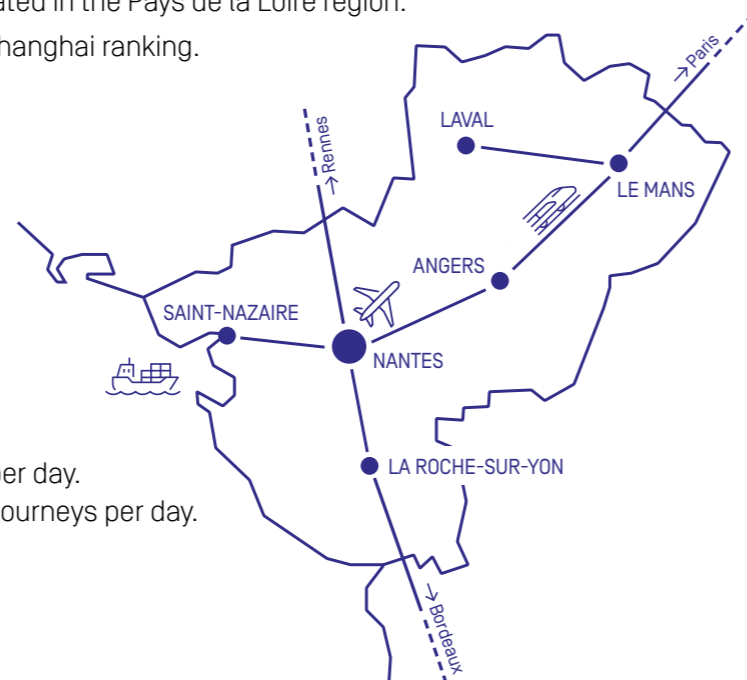 ated in the Pays de la Loire region.
hanghai ranking.
→ Paris
→ Rennes
LAVAL
LE MANS
ANGERS
SAINT-NAZAIRE
NANTES
LA ROCHE-SUR-YON
per day.
ourneys per day.
→ Bordeaux